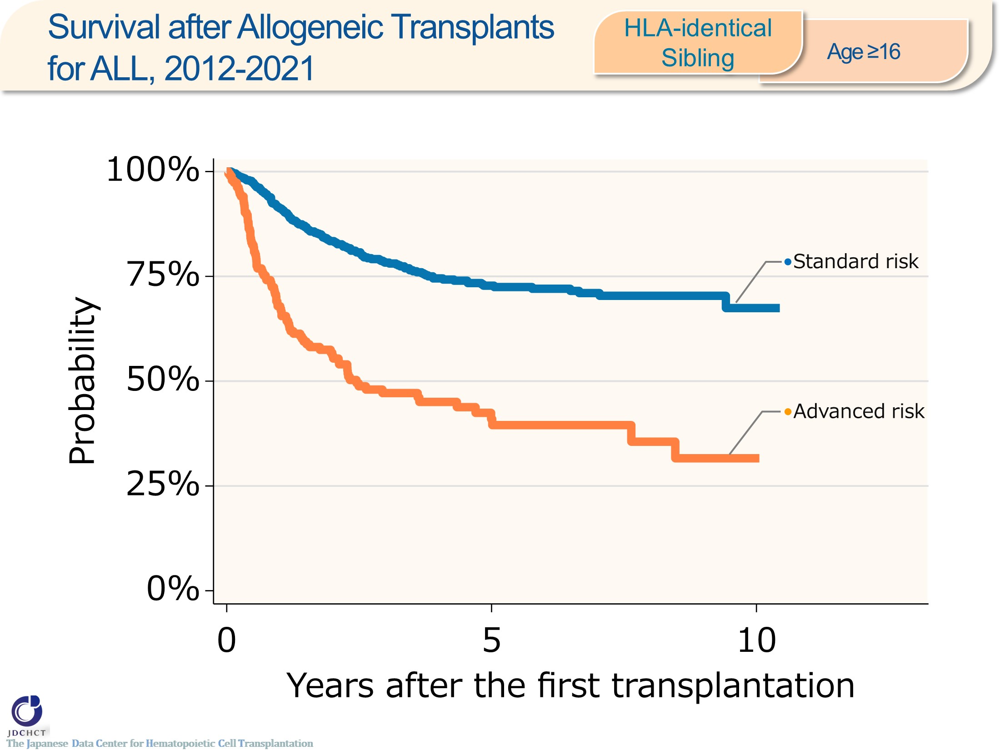 Survival after Allogeneic Transplants
for ALL, 2012-2021
HLA-identical
Sibling
Age ≥16
100%
75%
50%
25%
0%
Probability
Standard risk
Advanced risk
0
5
10
Years after the first transplantation
JDCHCT
The Japanese Data Center for Hematopoietic Cell Transplantation